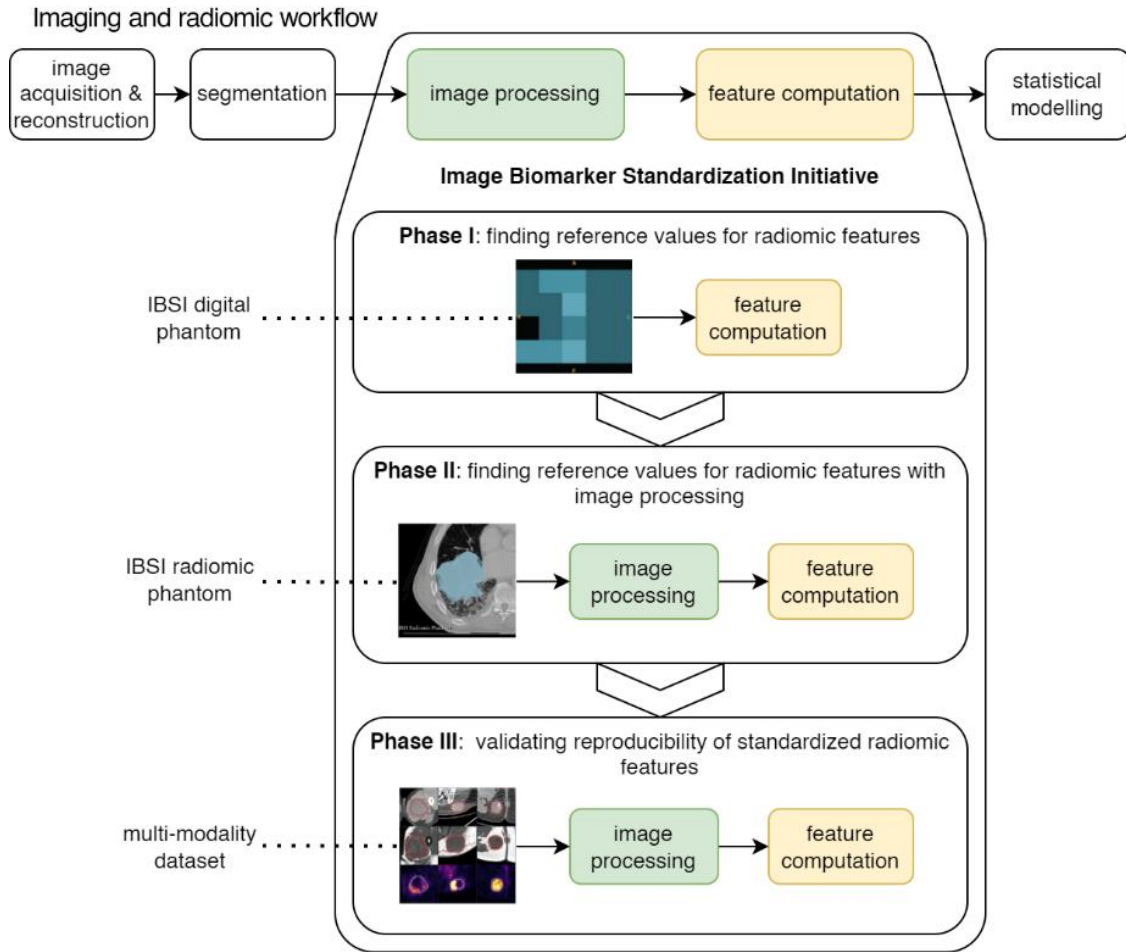 Imaging and radiomic workflow
image
acquisition &
reconstruction
segmentation
image processing
feature computation
statistical
modelling
Image Biomarker Standardization Initiative
Phase I: finding reference values for radiomic features
IBSI digital
phantom
feature
computation
Phase II: finding reference values for radiomic features with
image processing
IBSI radiomic
phantom
image
processing
feature
computation
Phase III: validating reproducibility of standardized radiomic
features
multi-modality
dataset
image
processing
feature
computation